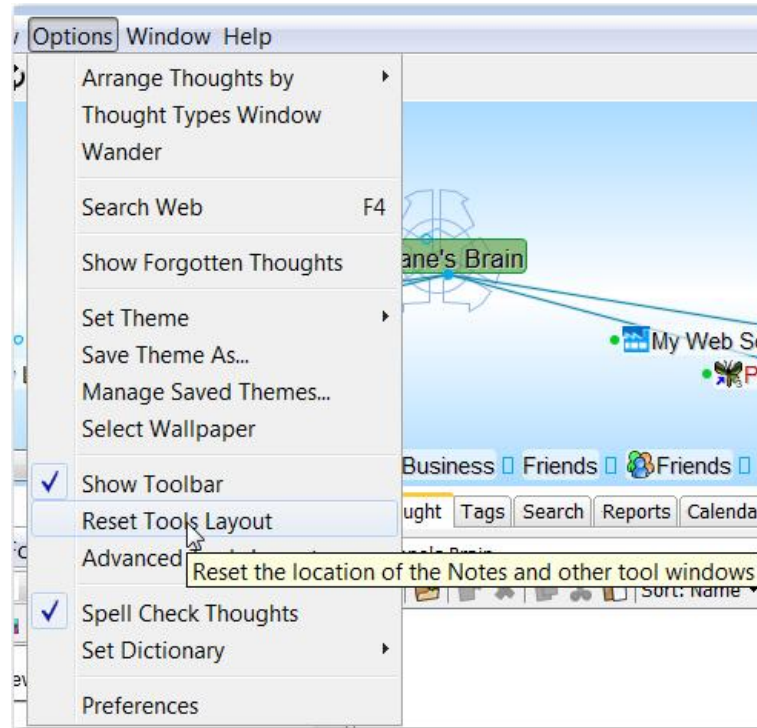 Options Window Help
Arrange Thoughts by
Thought Types Window
Wander
Search Web F4
Show Forgotten Thoughts
ane's Brain
Set Theme
Save Theme As...
My Web
Manage Saved Themes...
Select Wallpaper
Business Friends Friends
Show Toolbar
ught Tags Search Reports Calenda
Reset Tools Layout
Advanced
Reset the location of the Notes and other tool windows
Sort: Name
Spell Check Thoughts
Set Dictionary
Preferences